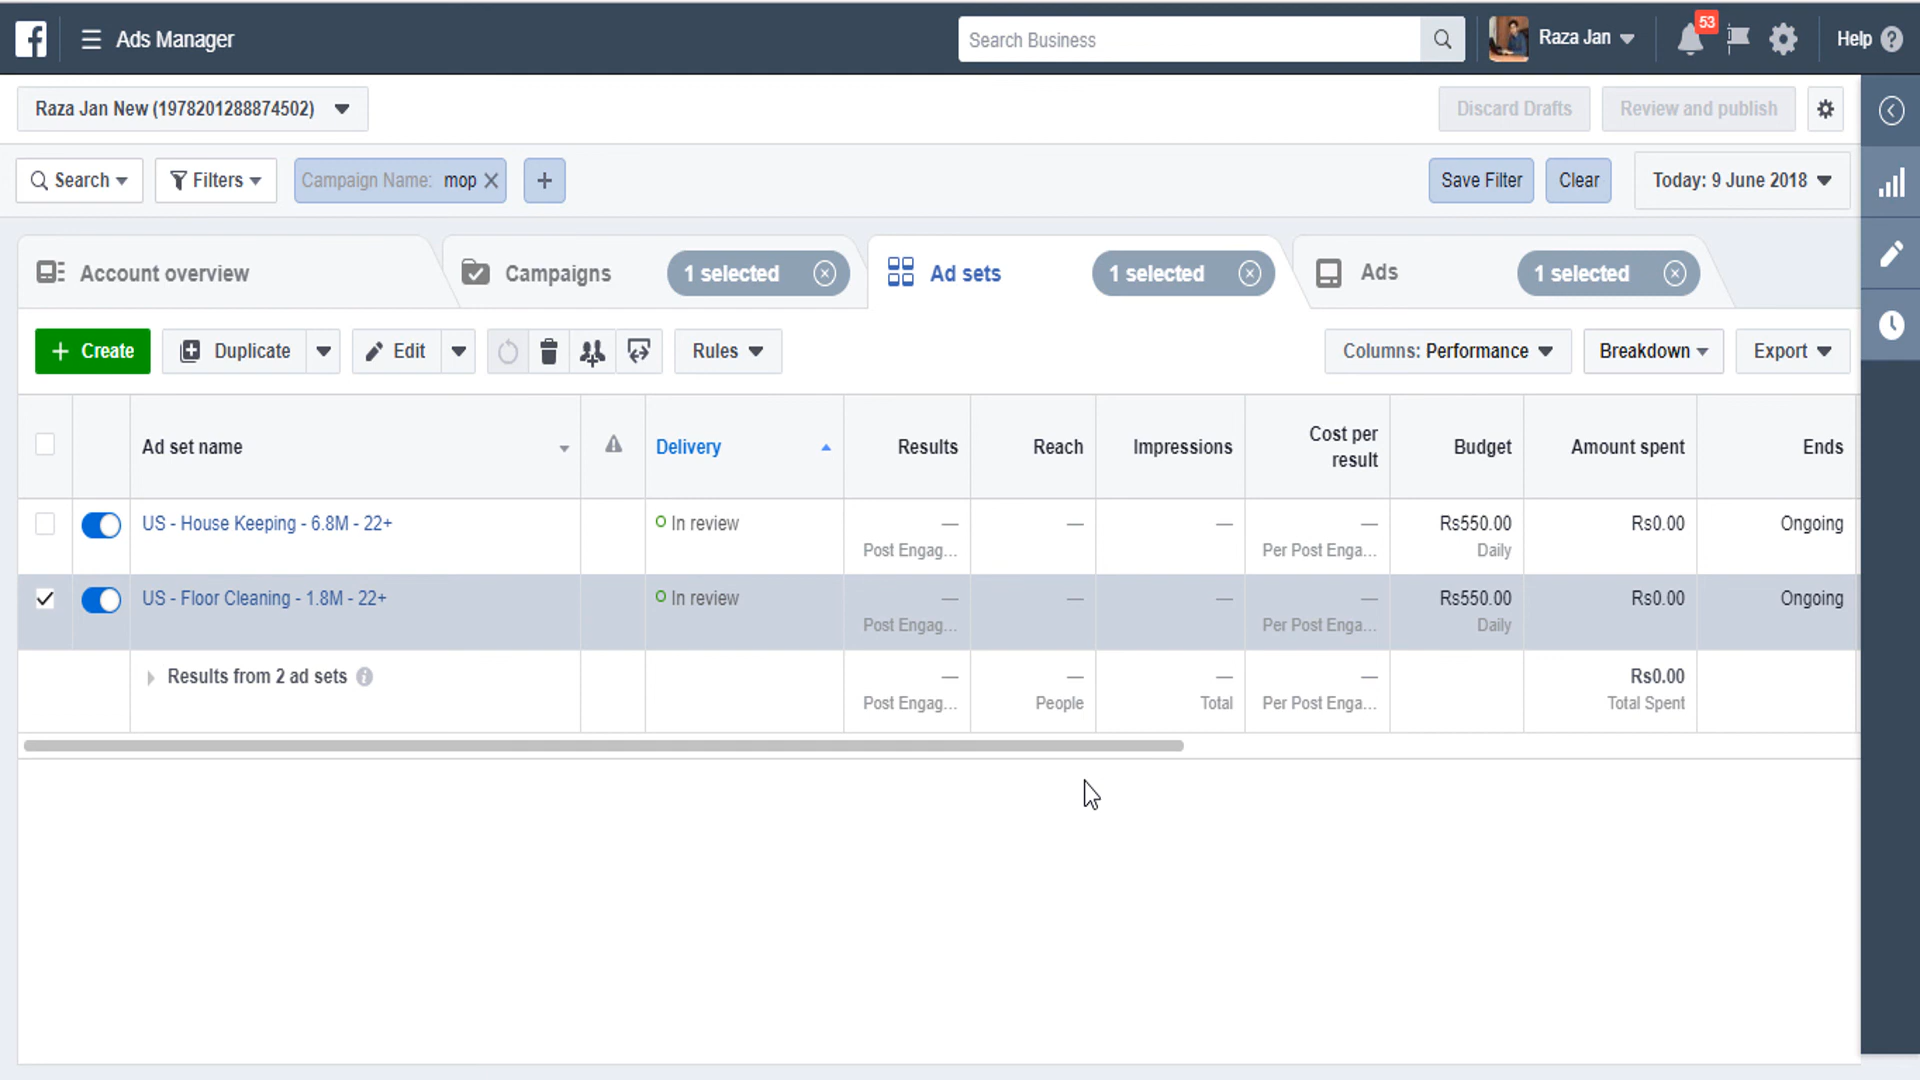 f Ads Manager Search Business Raza Jan 53 Help ?
Raza Jan New (1978201288874502) Discard Drafts Review and publish
Search Filters Campaign Name: mop + Save Filter Clear Today: 9 June 2018
Account overview Campaigns 1 selected Ad sets 1 selected Ads 1 selected
+ Create Duplicate Edit Rules Columns: Performance Breakdown Export
Ad set name Delivery Results Reach Impressions Cost per Budget Amount spent Ends
result
US - House Keeping - 6.8M - 22+ In review — — — — Rs550.00 Rs0.00 Ongoing
Post Engag... Per Post Enga... Daily
US - Floor Cleaning - 1.8M - 22+ In review — — — — Rs550.00 Rs0.00 Ongoing
Post Engag... Per Post Enga... Daily
Results from 2 ad sets — — — — Rs0.00
Post Engag... People Total Per Post Enga... Total Spent